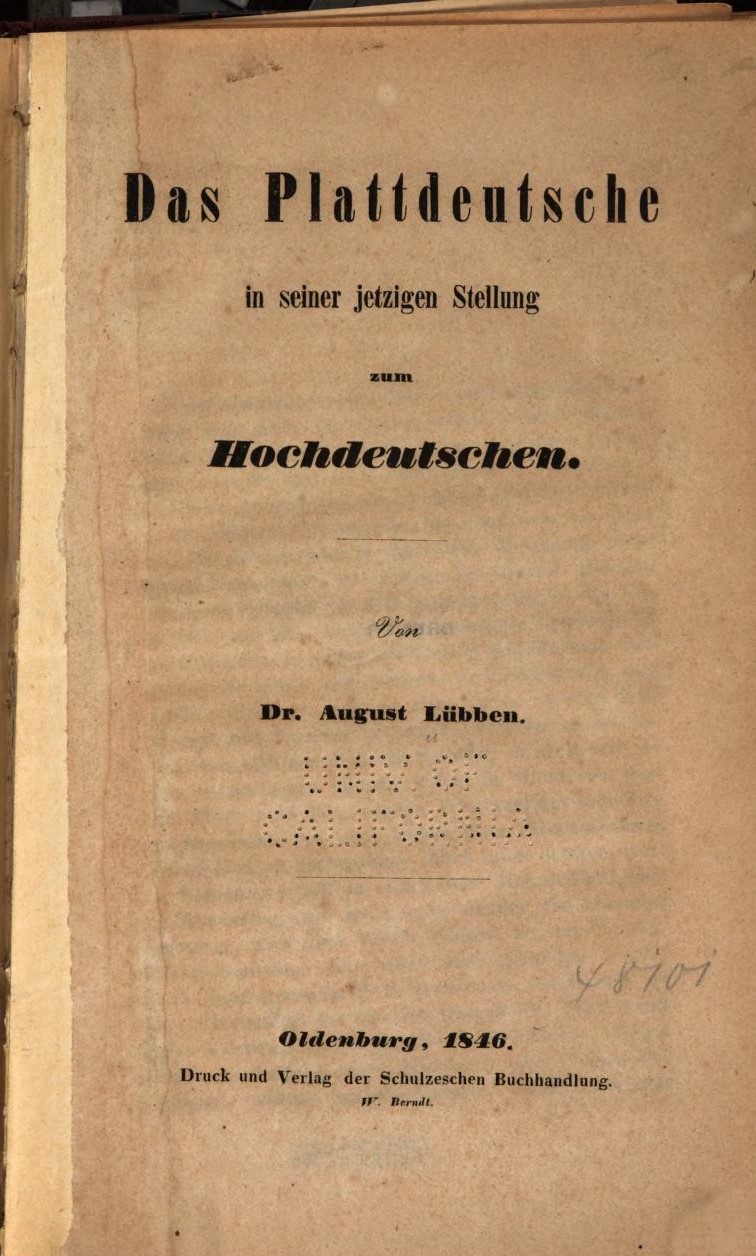 Das Plattdeutsche
in seiner jetzigen Stellung
zum
Hochdeutschen.
Von
Dr. August Lübben.
UNIV. OF
CALIFORNIA
48101
Oldenburg, 1846.
Druck und Verlag der Schulzeschen Buchhandlung.
W. Berndt.